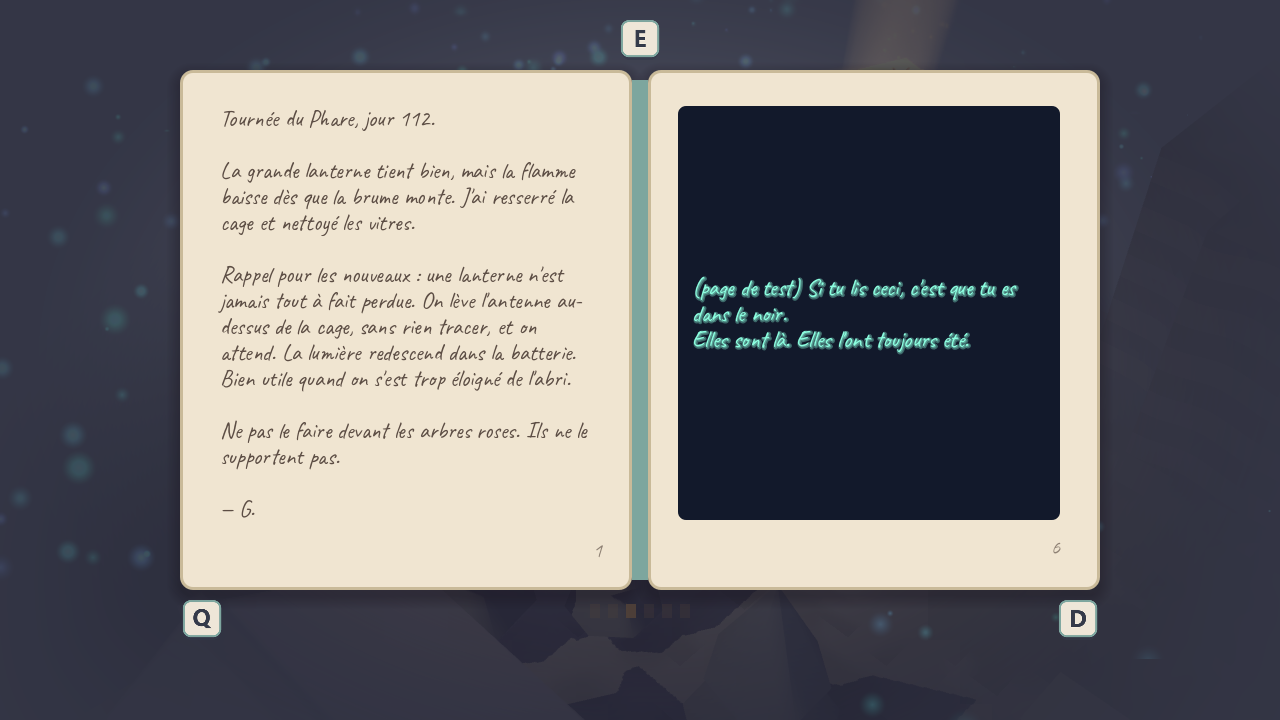 E
Tournée du Phare, jour 112.
La grande lanterne tient bien, mais la flamme
baisse dès que la brume monte. J'ai resserré la
cage et nettoyé les vitres.
Rappel pour les nouveaux : une lanterne n'est
jamais tout à fait perdue. On lève l'antenne au-
dessus de la cage, sans rien tracer, et on
attend. La lumière redescend dans la batterie.
Bien utile quand on s'est trop éloigné de l'abri.
Ne pas le faire devant les arbres roses. Ils ne le
supportent pas.
— G.
1
(page de test) Si tu lis ceci, c'est que tu es
dans le noir.
Elles sont là. Elles l'ont toujours été.
6
Q
D